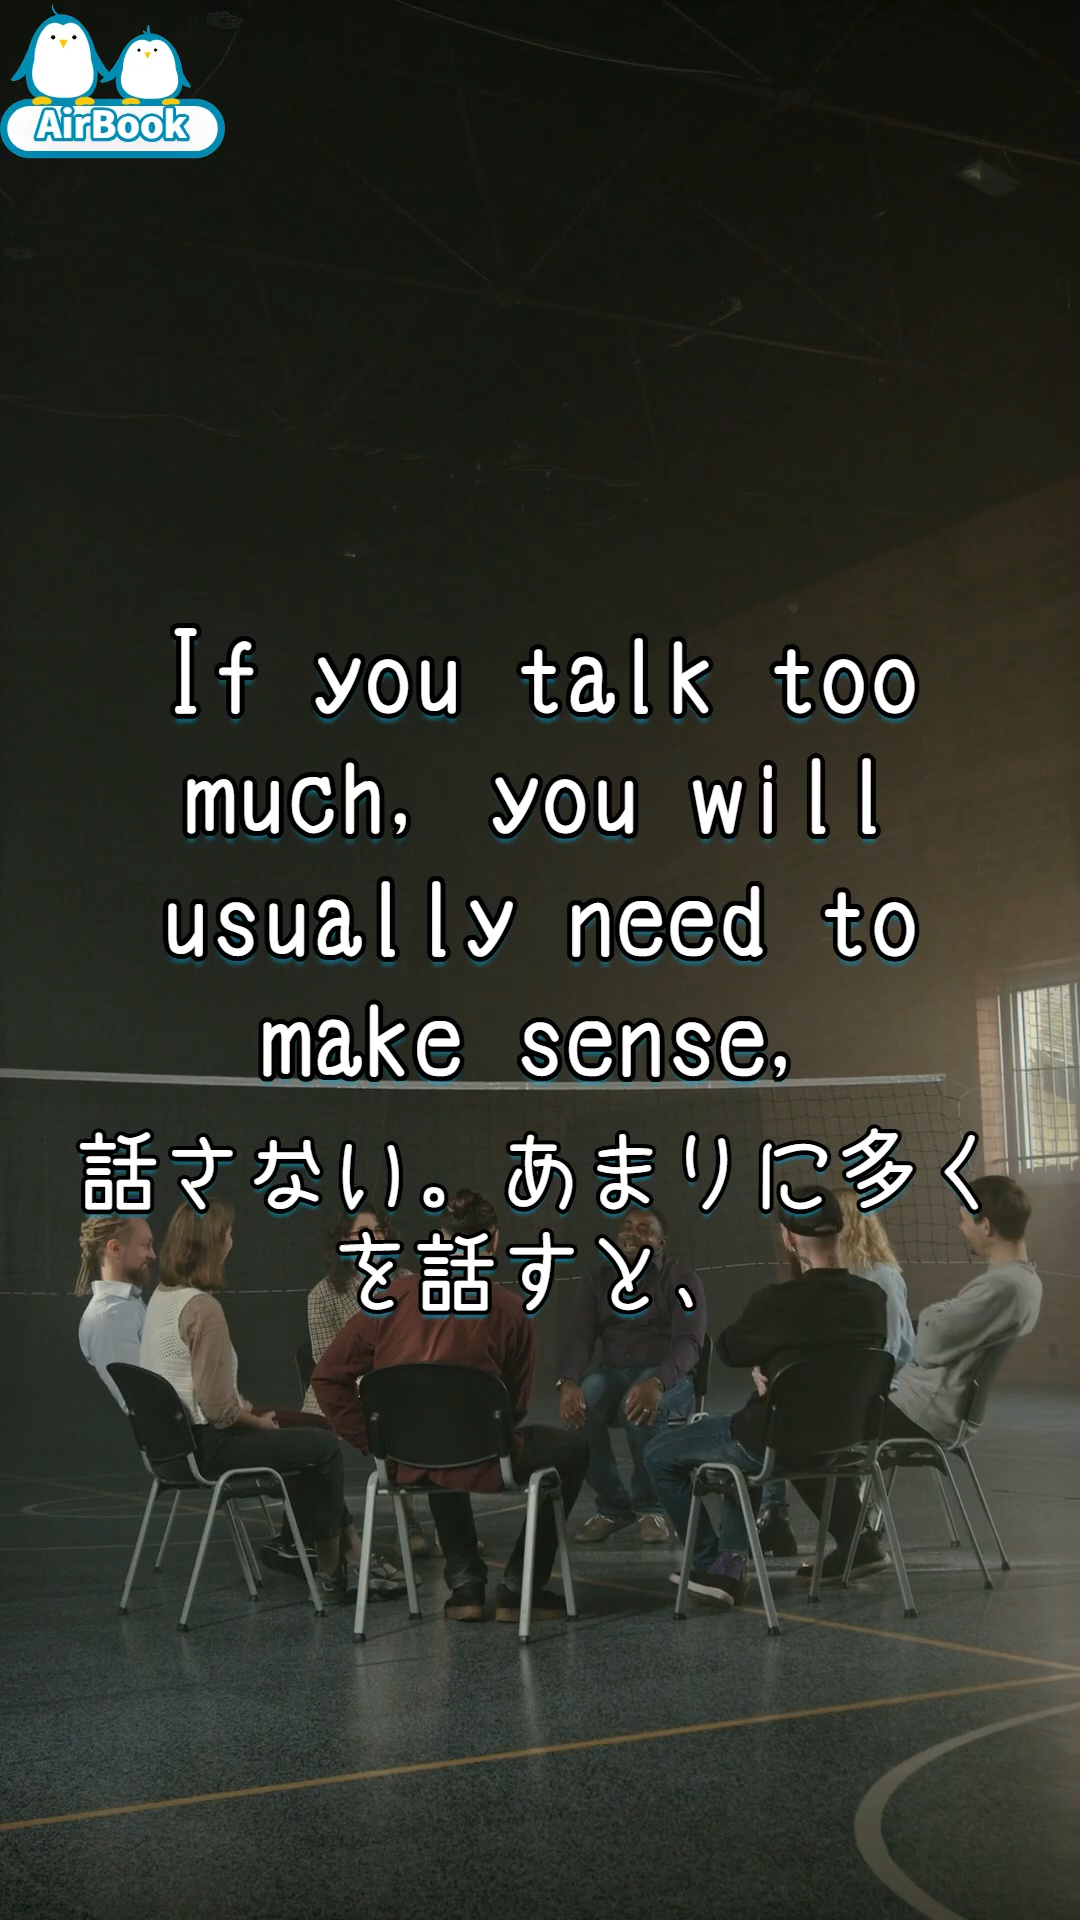 AirBook
If you talk too
much, you will
usually need to
make sense,
話さない。あまりに多く
を話すと、